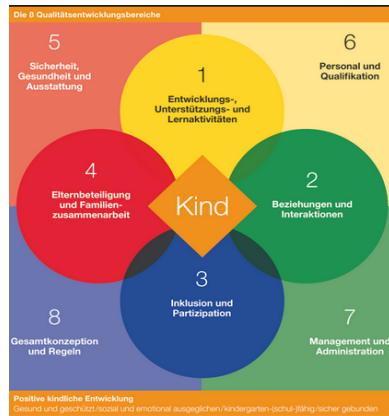 Die 8 Qualitätsentwicklungsbereiche
5
Sicherheit,
Gesundheit und
Ausstattung
6
Personal und
Qualifikation
1
Entwicklungs-,
Unterstützungs- und
Lernaktivitäten
4
Elternbeteiligung
und Familien-
zusammenarbeit
Kind
2
Beziehungen und
Interaktionen
3
Inklusion und
Partizipation
8
Gesamtkonzeption
und Regeln
7
Management und
Administration
Positive kindliche Entwicklung
Gesund und geschützt/sozial und emotional ausgeglichen/kindergarten-(schul-)fähig/sicher gebunden